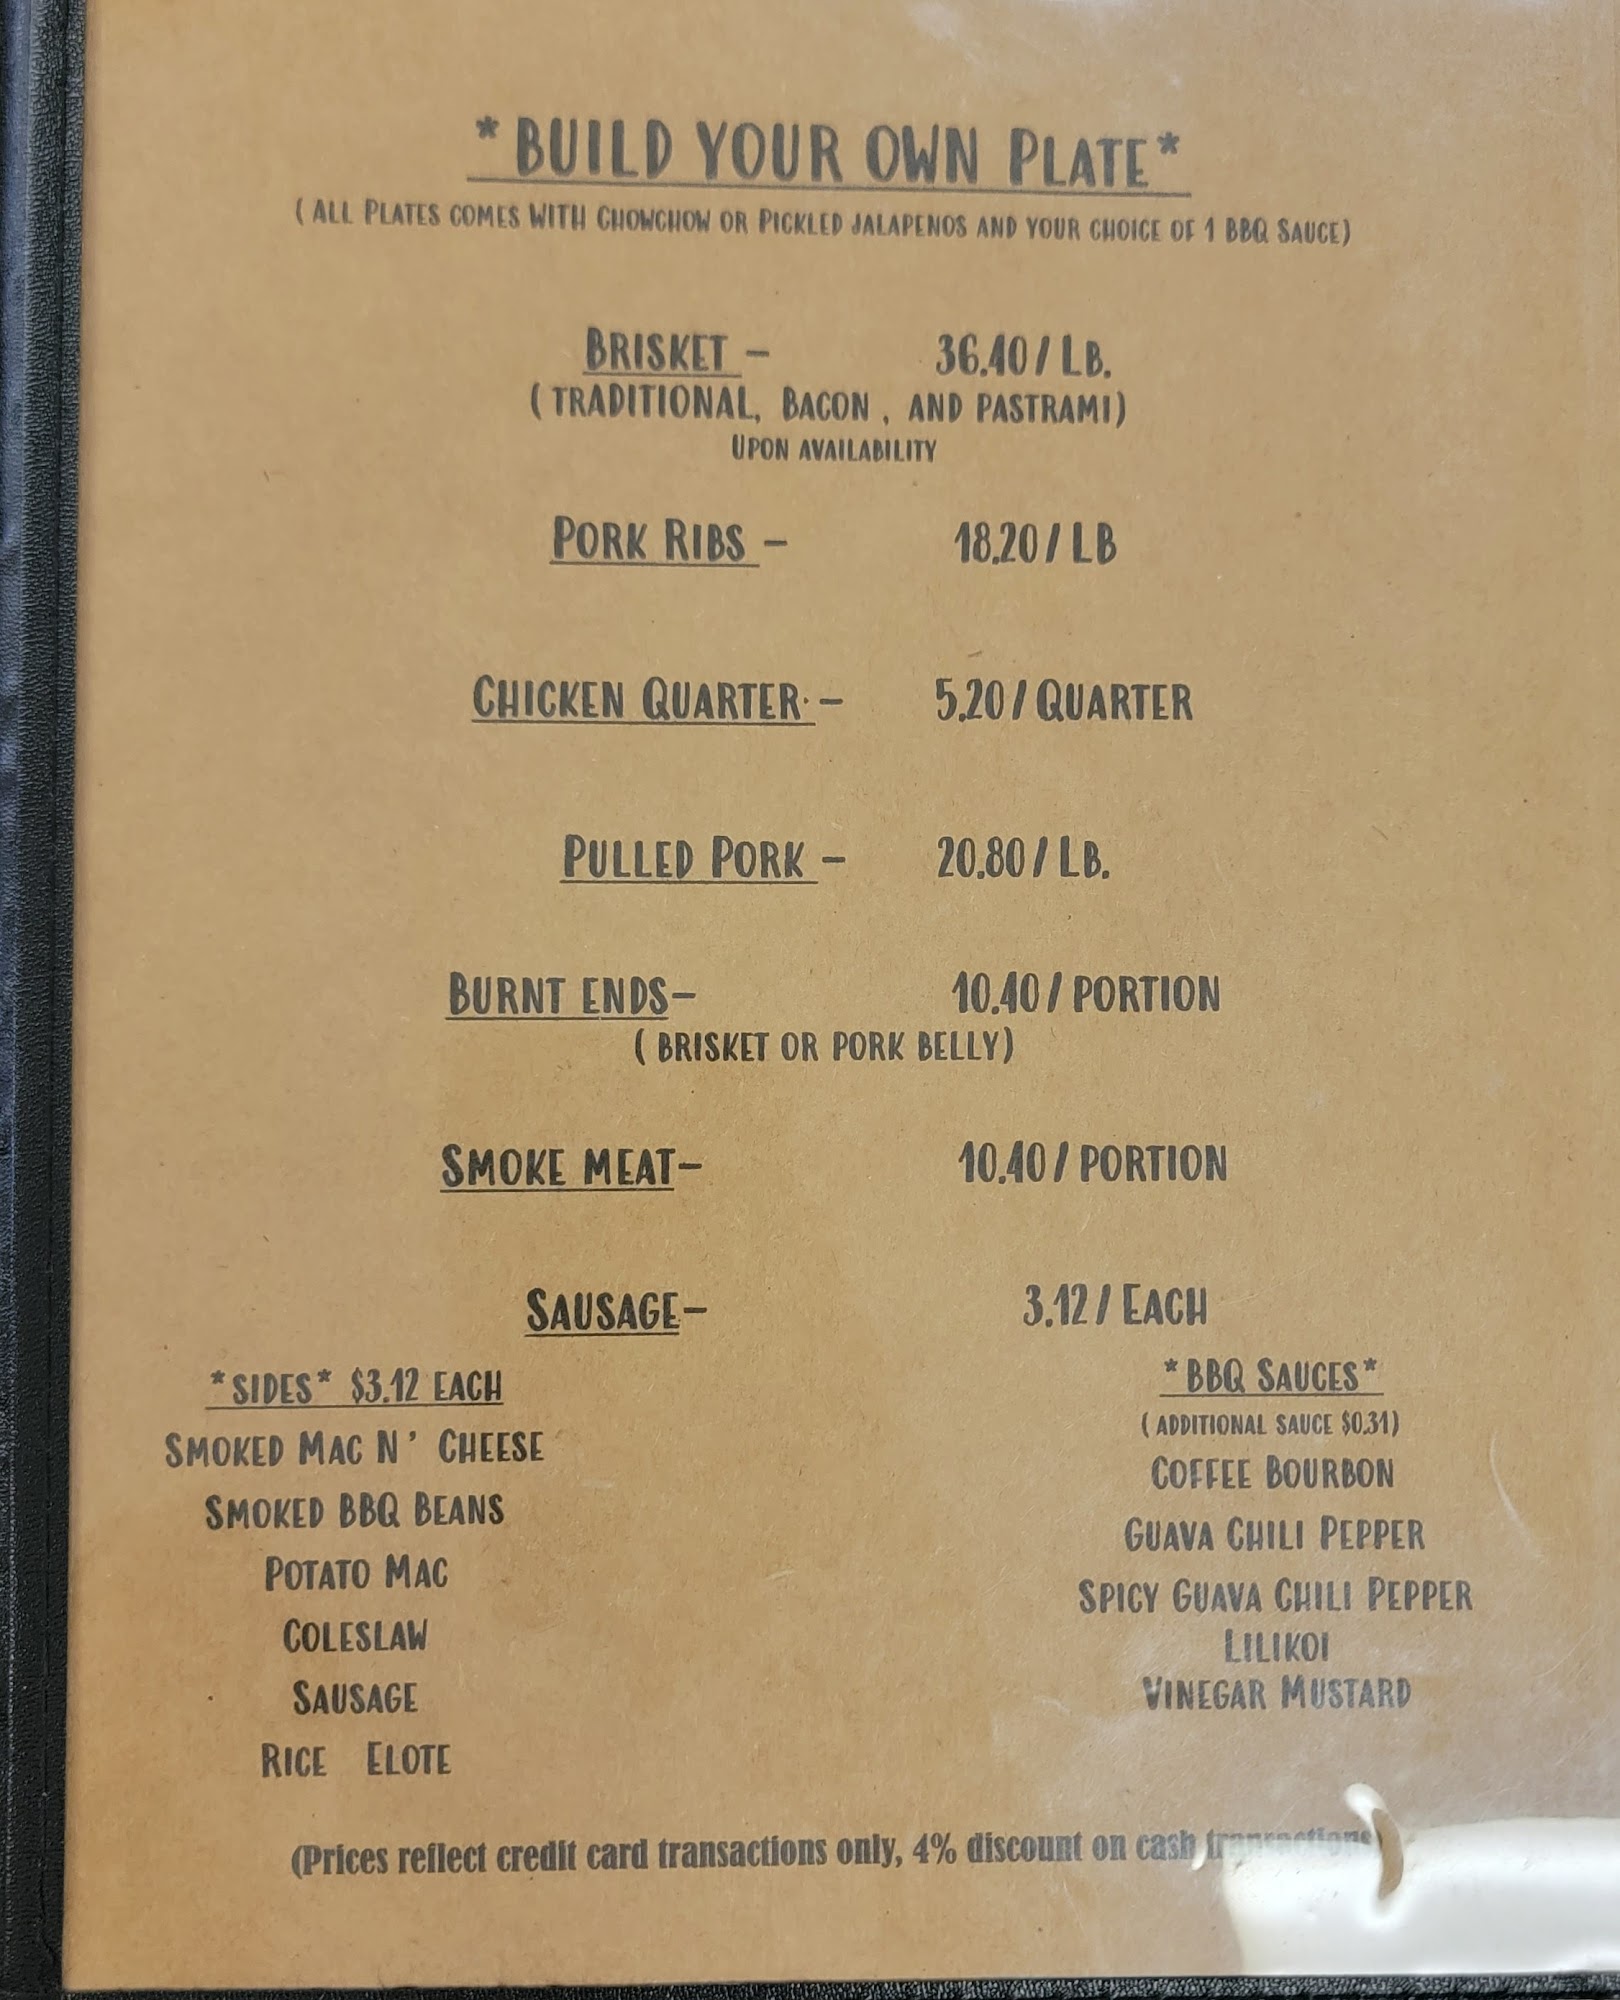 *BUILD YOUR OWN PLATE*
(ALL PLATES COMES WITH CHOWCHOW OR PICKLED JALAPENOS AND YOUR CHOICE OF 1 BBQ SAUCE)
BRISKET – 36.40 / LB.
(TRADITIONAL, BACON , AND PASTRAMI)
UPON AVAILABILITY
PORK RIBS – 18.20 / LB
CHICKEN QUARTER – 5.20 / QUARTER
PULLED PORK – 20.80 / LB.
BURNT ENDS– 10.40 / PORTION
( BRISKET OR PORK BELLY)
SMOKE MEAT– 10.40 / PORTION
SAUSAGE– 3.12 / EACH
*SIDES* $3.12 EACH
SMOKED MAC N' CHEESE
SMOKED BBQ BEANS
POTATO MAC
COLESLAW
SAUSAGE
RICE ELOTE
*BBQ SAUCES*
(ADDITIONAL SAUCE $0.31)
COFFEE BOURBON
GUAVA CHILI PEPPER
SPICY GUAVA CHILI PEPPER
LILIKOI
VINEGAR MUSTARD
(Prices reflect credit card transactions only, 4% discount on cash transactions)